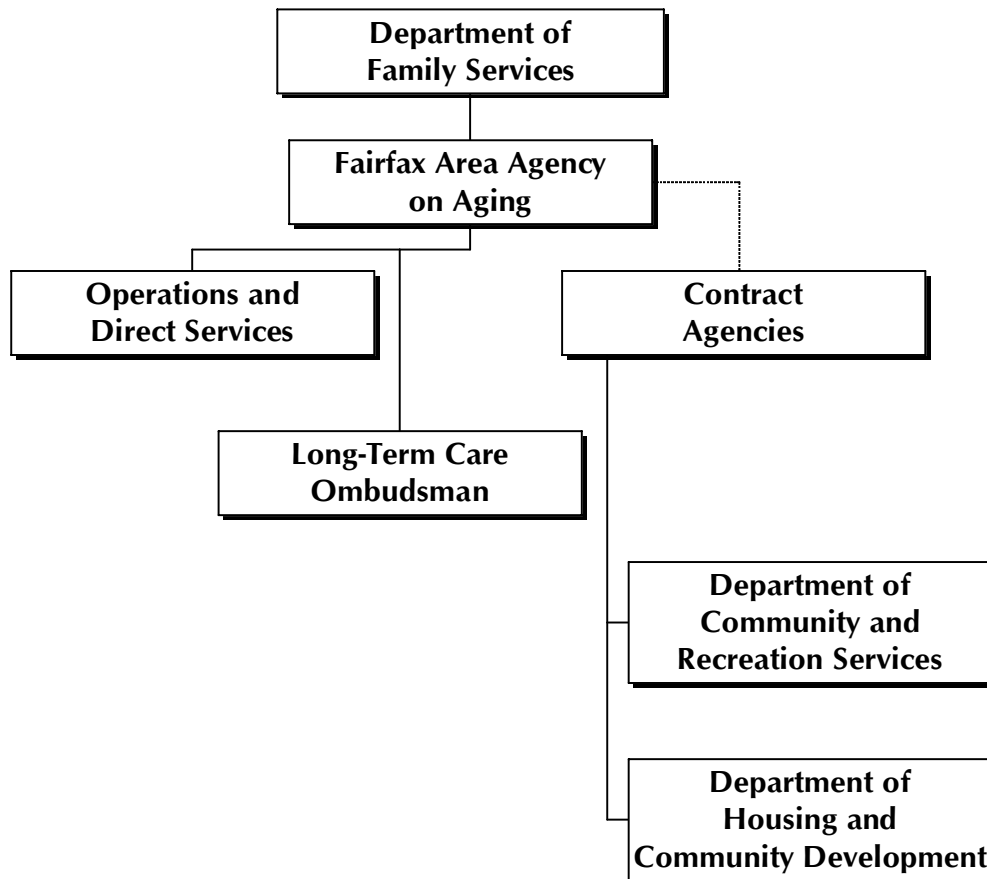 Department of
Family Services
Fairfax Area Agency
on Aging
Operations and
Direct Services
Contract
Agencies
Long-Term Care
Ombudsman
Department of
Community and
Recreation Services
Department of
Housing and
Community Development